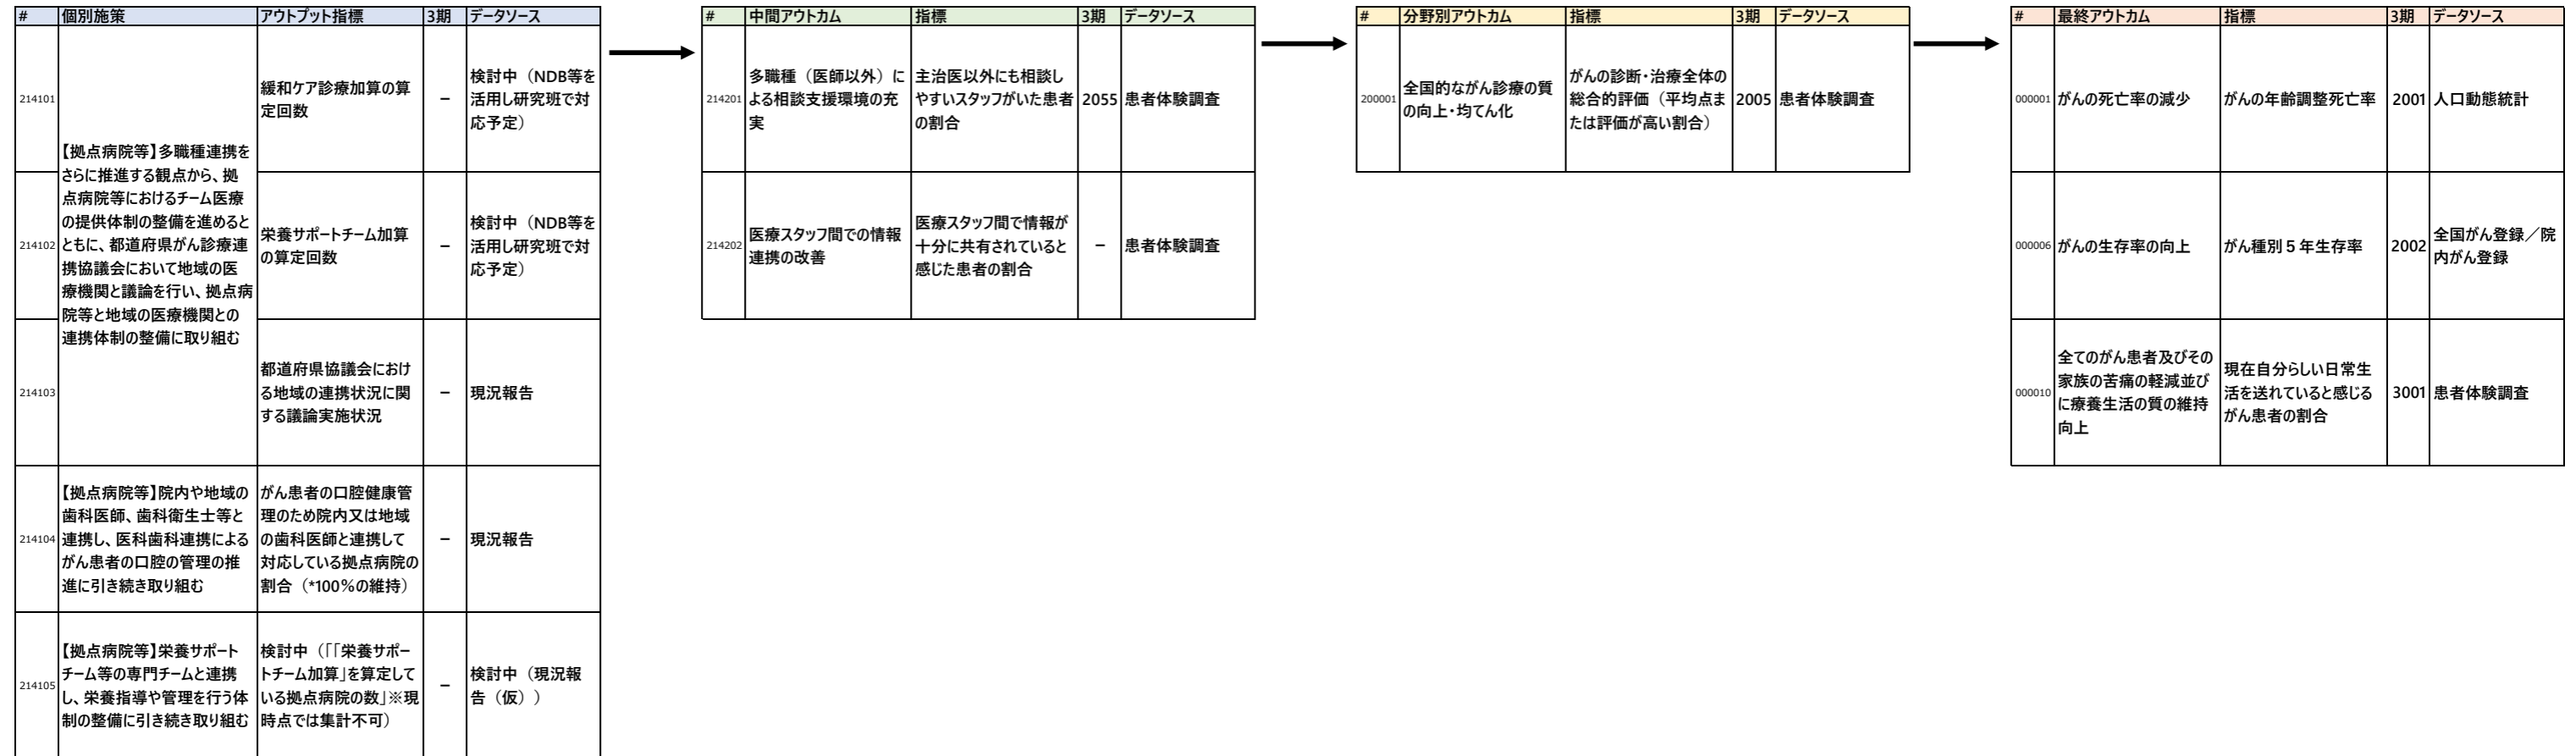 # 個別施策 アウトプット指標 3期 データソース
214101
【拠点病院等】多職種連携を
さらに推進する観点から、拠
点病院等におけるチーム医療
の提供体制の整備を進めると
ともに、都道府県がん診療連
携協議会において地域の医
療機関と議論を行い、拠点病
院等と地域の医療機関との
連携体制の整備に取り組む
緩和ケア診療加算の算
定回数
–
検討中（NDB等を
活用し研究班で対
応予定）
214102
栄養サポートチーム加算
の算定回数
–
検討中（NDB等を
活用し研究班で対
応予定）
214103
都道府県協議会におけ
る地域の連携状況に関
する議論実施状況
–
現況報告
214104
【拠点病院等】院内や地域の
歯科医師、歯科衛生士等と
連携し、医科歯科連携による
がん患者の口腔の管理の推
進に引き続き取り組む
がん患者の口腔健康管
理のため院内又は地域
の歯科医師と連携して
対応している拠点病院の
割合（*100％の維持）
–
現況報告
214105
【拠点病院等】栄養サポート
チーム等の専門チームと連携
し、栄養指導や管理を行う体
制の整備に引き続き取り組む
検討中（「「栄養サポー
トチーム加算」を算定して
いる拠点病院の数」※現
時点では集計不可）
–
検討中（現況報
告（仮））
# 中間アウトカム 指標 3期 データソース
214201
多職種（医師以外）に
よる相談支援環境の充
実
主治医以外にも相談し
やすいスタッフがいた患者
の割合
2055
患者体験調査
214202
医療スタッフ間での情報
連携の改善
医療スタッフ間で情報が
十分に共有されていると
感じた患者の割合
–
患者体験調査
# 分野別アウトカム 指標 3期 データソース
200001
全国的ながん診療の質
の向上・均てん化
がんの診断・治療全体の
総合的評価（平均点ま
たは評価が高い割合）
2005
患者体験調査
# 最終アウトカム 指標 3期 データソース
000001
がんの死亡率の減少
がんの年齢調整死亡率
2001
人口動態統計
000006
がんの生存率の向上
がん種別５年生存率
2002
全国がん登録／院
内がん登録
000010
全てのがん患者及びその
家族の苦痛の軽減並び
に療養生活の質の維持
向上
現在自分らしい日常生
活を送れていると感じる
がん患者の割合
3001
患者体験調査